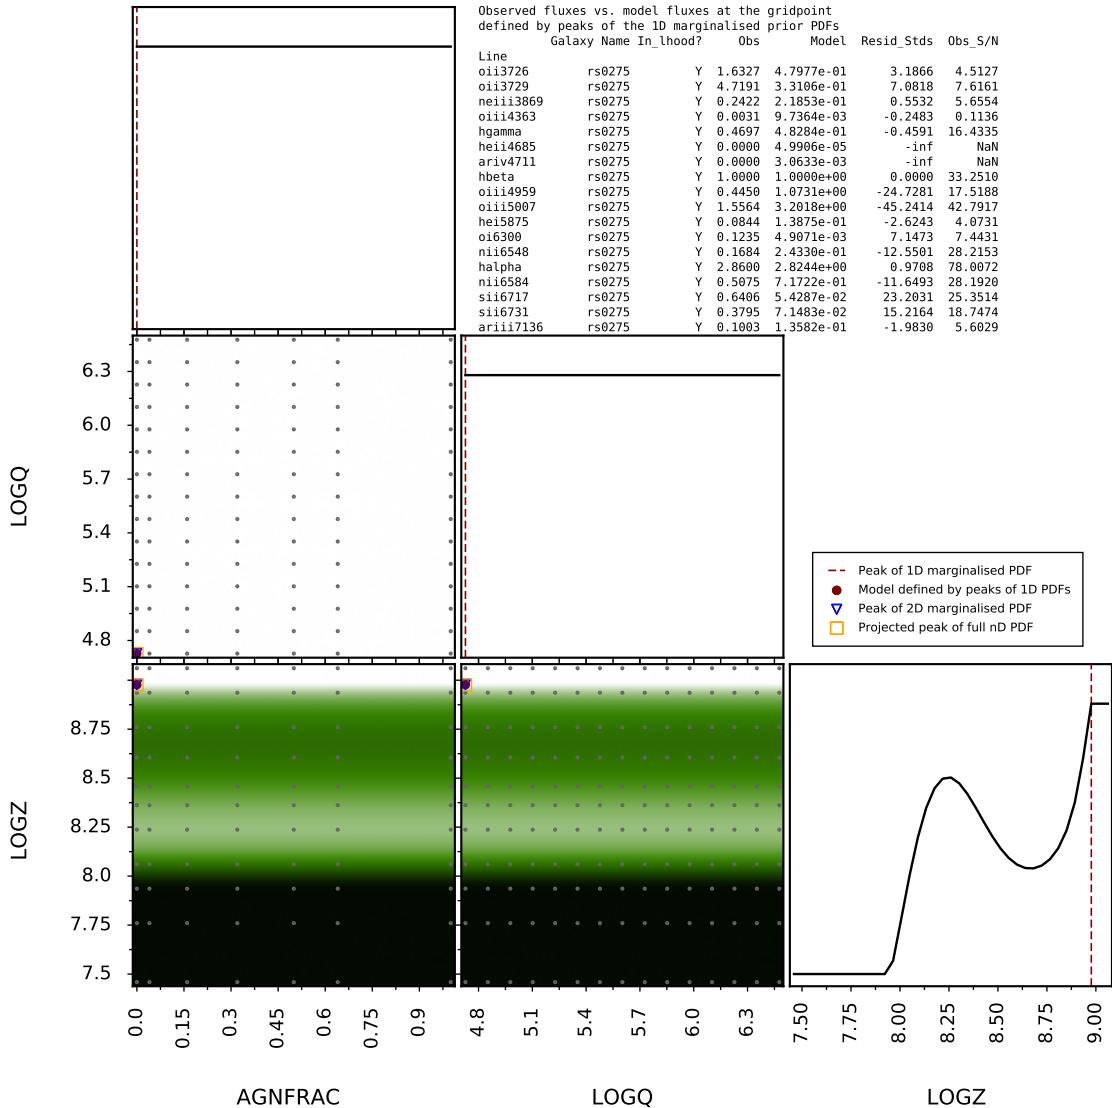 Observed fluxes vs. model fluxes at the gridpoint
defined by peaks of the 1D marginalised prior PDFs
Galaxy Name In_lhood? Obs Model Resid_Stds Obs_S/N
Line
oii3726 rs0275 Y 1.6327 4.7977e-01 3.1866 4.5127
oii3729 rs0275 Y 4.7191 3.3106e-01 7.0818 7.6161
neiii3869 rs0275 Y 0.2422 2.1853e-01 0.5532 5.6554
oiii4363 rs0275 Y 0.0031 9.7364e-03 -0.2483 0.1136
hgamma rs0275 Y 0.4697 4.8284e-01 -0.4591 16.4335
heii4685 rs0275 Y 0.0000 4.9906e-05 -inf NaN
ariv4711 rs0275 Y 0.0000 3.0633e-03 -inf NaN
hbeta rs0275 Y 1.0000 1.0000e+00 0.0000 33.2510
oiii4959 rs0275 Y 0.4450 1.0731e+00 -24.7281 17.5188
oiii5007 rs0275 Y 1.5564 3.2018e+00 -45.2414 42.7917
hei5875 rs0275 Y 0.0844 1.3875e-01 -2.6243 4.0731
oi6300 rs0275 Y 0.1235 4.9071e-03 7.1473 7.4431
nii6548 rs0275 Y 0.1684 2.4330e-01 -12.5501 28.2153
halpha rs0275 Y 2.8600 2.8244e+00 0.9708 78.0072
nii6584 rs0275 Y 0.5075 7.1722e-01 -11.6493 28.1920
sii6717 rs0275 Y 0.6406 5.4287e-02 23.2031 25.3514
sii6731 rs0275 Y 0.3795 7.1483e-02 15.2164 18.7474
ariii7136 rs0275 Y 0.1003 1.3582e-01 -1.9830 5.6029
6.3
6.0
5.7
5.4
5.1
4.8
LOGQ
Peak of 1D marginalised PDF
Model defined by peaks of 1D PDFs
Peak of 2D marginalised PDF
Projected peak of full nD PDF
8.75
8.5
8.25
8.0
7.75
7.5
LOGZ
0.0 0.15 0.3 0.45 0.6 0.75 0.9
4.8 5.1 5.4 5.7 6.0 6.3
7.50 7.75 8.00 8.25 8.50 8.75 9.00
AGNFRAC LOGQ LOGZ